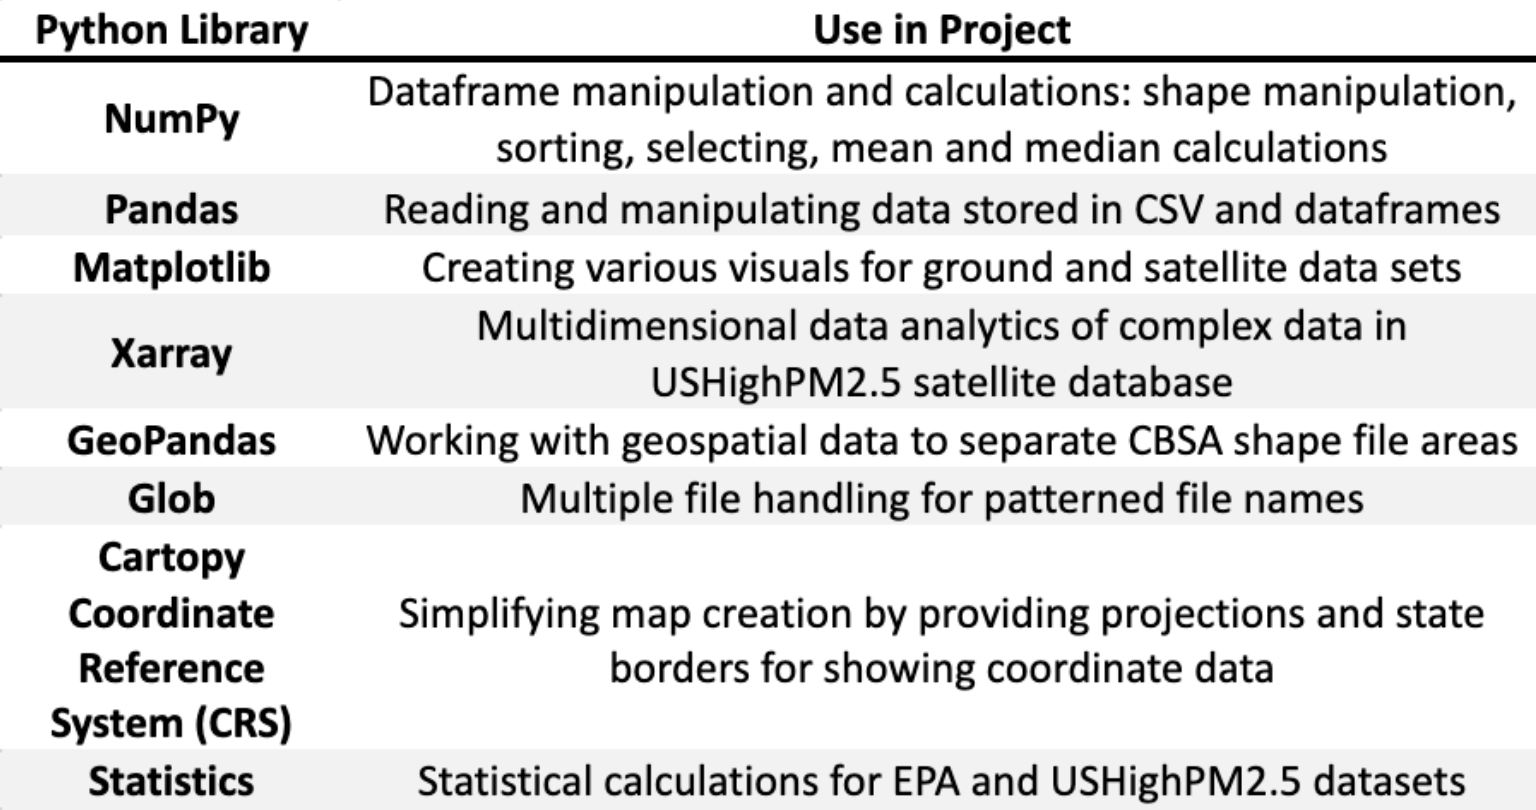 Python Library Use in Project
NumPy
Dataframe manipulation and calculations: shape manipulation,
sorting, selecting, mean and median calculations
Pandas Reading and manipulating data stored in CSV and dataframes
Matplotlib Creating various visuals for ground and satellite data sets
Xarray
Multidimensional data analytics of complex data in
USHighPM2.5 satellite database
GeoPandas Working with geospatial data to separate CBSA shape file areas
Glob Multiple file handling for patterned file names
Cartopy
Coordinate
Reference
System (CRS)
Simplifying map creation by providing projections and state
borders for showing coordinate data
Statistics Statistical calculations for EPA and USHighPM2.5 datasets